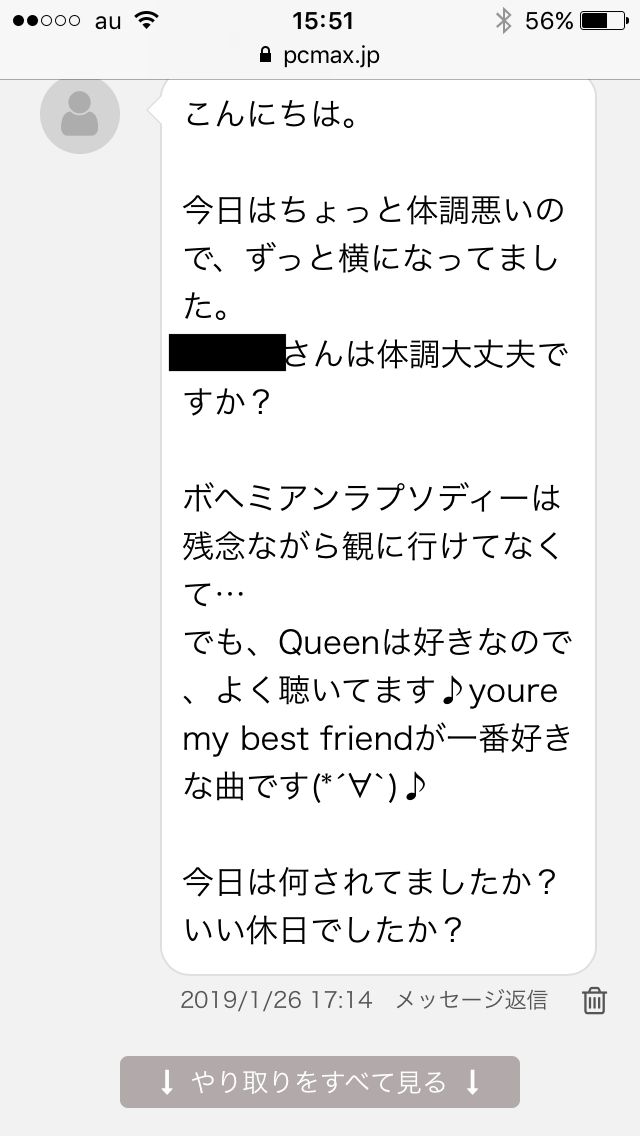 au 15:51 56%
pcmax.jp
こんにちは。
今日はちょっと体調悪いの
で、ずっと横になってまし
た。
さんは体調大丈夫で
すか？
ボヘミアンラプソディーは
残念ながら観に行けてなく
て…
でも、Queenは好きなので
、よく聴いてます♪youre
my best friendが一番好き
な曲です(*´∀`)♪
今日は何されてましたか？
いい休日でしたか？
2019/1/26 17:14 メッセージ返信
↓ やり取りをすべて見る ↓